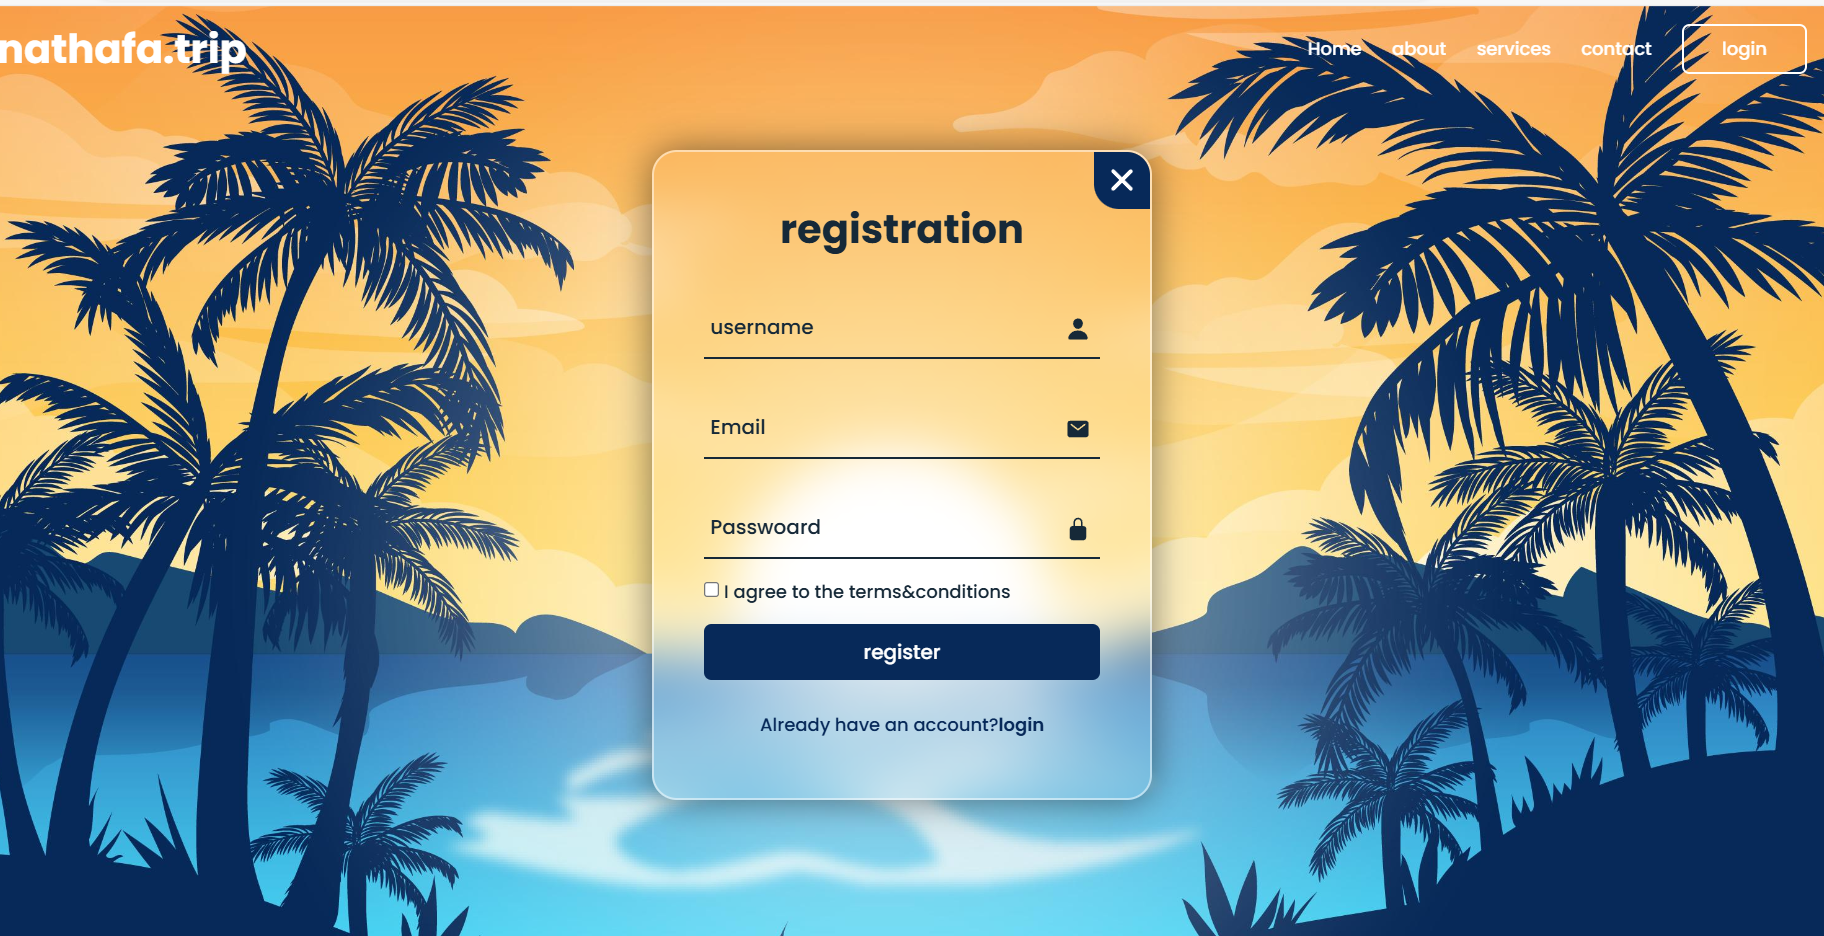 nathafa.trip
Home about services contact login
registration
username
Email
Passwoard
I agree to the terms&conditions
register
Already have an account?login